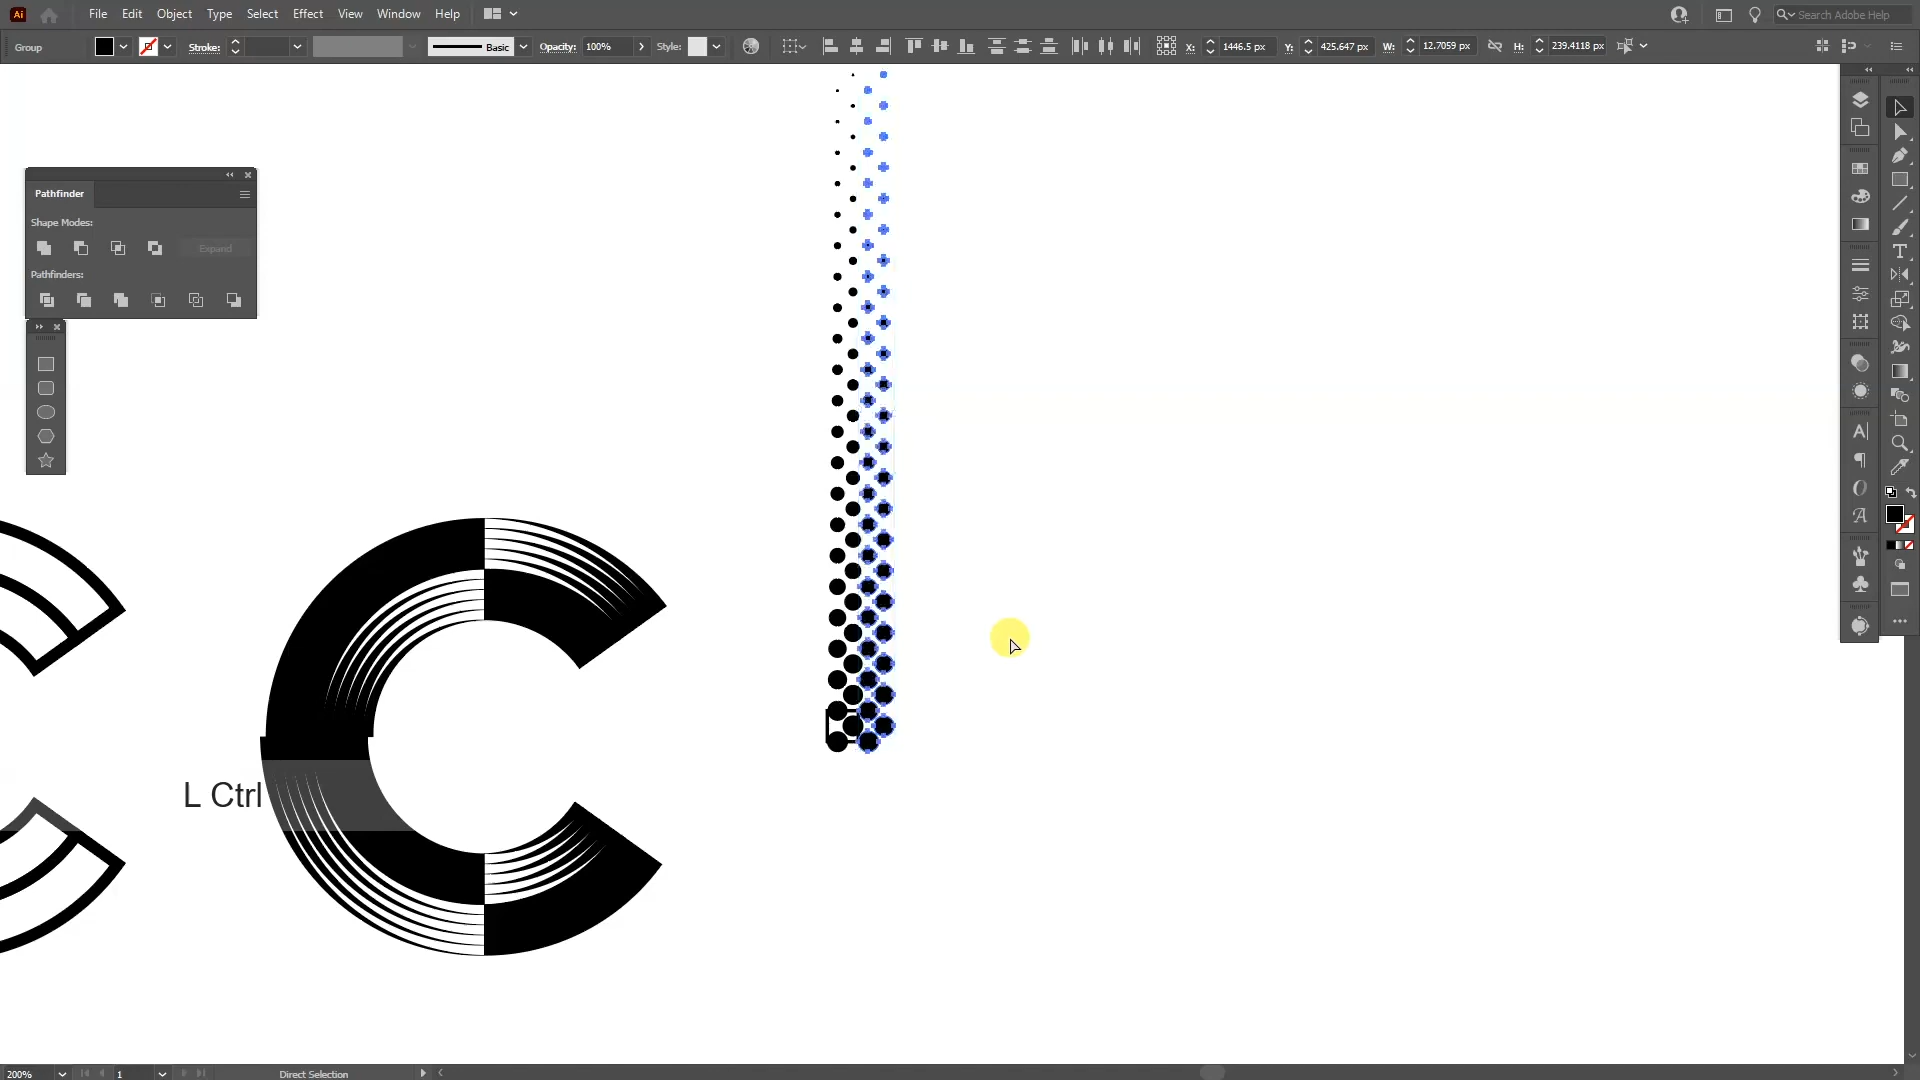 Ai File Edit Object Type Select Effect View Window Help Search Adobe Help
Group Stroke: Basic Opacity: 100% Style: X: 1446.5 px Y: 425.647 px W: 12.7059 px H: 239.4118 px
Pathfinder
Shape Modes:
Expand
Pathfinders:
L Ctrl
200% 1 Direct Selection